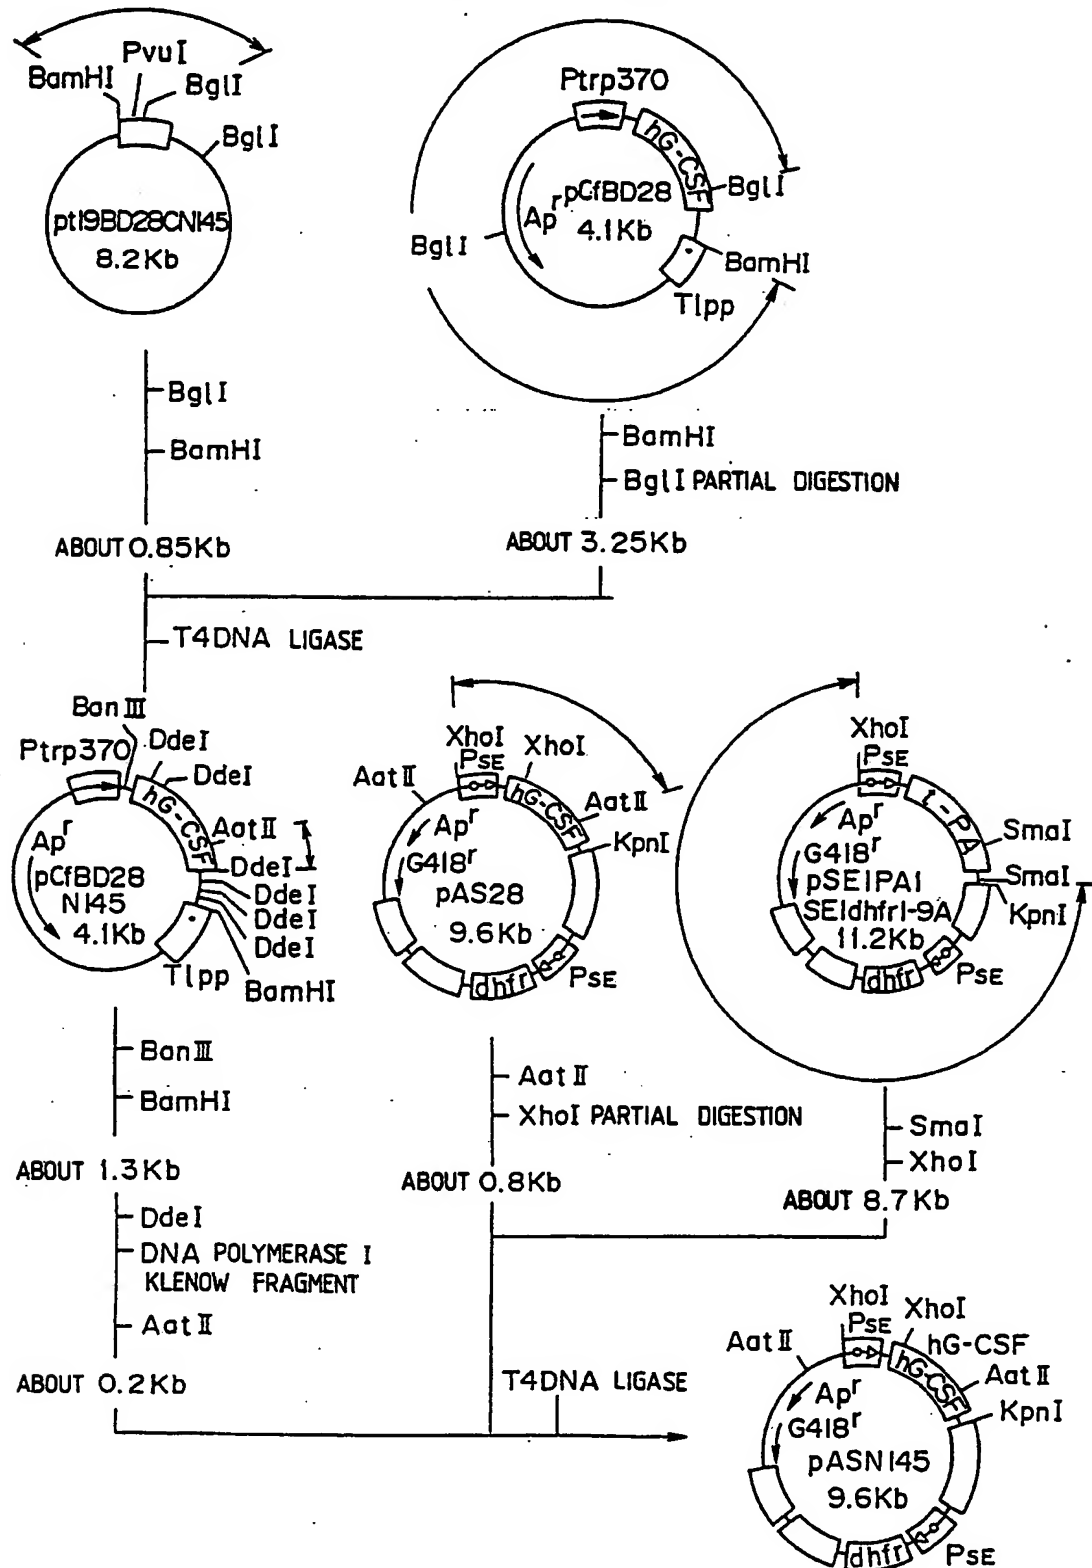 PvuI
BamHI
BglI
BglI
pt19BD28CN145
8.2Kb
Ptrp370
hG-CSF
BglI
Apr
pCfBD28
4.1Kb
BglI
BamHI
Tlpp
BglI
BamHI
ABOUT 0.85Kb
BamHI
BglI PARTIAL DIGESTION
ABOUT 3.25Kb
T4DNA LIGASE
BanIII
Ptrp370
DdeI
DdeI
hG-CSF
AatII
Apr
DdeI
pCfBD28
N145
DdeI
DdeI
DdeI
4.1Kb
Tlpp
BamHI
XhoI
PSE
XhoI
AatII
hG-CSF
AatII
KpnI
Apr
G418r
pAS28
9.6Kb
dhfr
PSE
XhoI
PSE
t-PA
SmaI
Apr
G418r
SmaI
pSE1PA1
KpnI
SE1dhfr1-9A
11.2Kb
dhfr
PSE
BanIII
BamHI
ABOUT 1.3Kb
DdeI
DNA POLYMERASE I
KLENOW FRAGMENT
AatII
ABOUT 0.2Kb
AatII
XhoI PARTIAL DIGESTION
ABOUT 0.8Kb
SmaI
XhoI
ABOUT 8.7Kb
T4DNA LIGASE
XhoI
PSE
XhoI
hG-CSF
AatII
hG-CSF
AatII
KpnI
Apr
G418r
pASN145
9.6Kb
dhfr
PSE